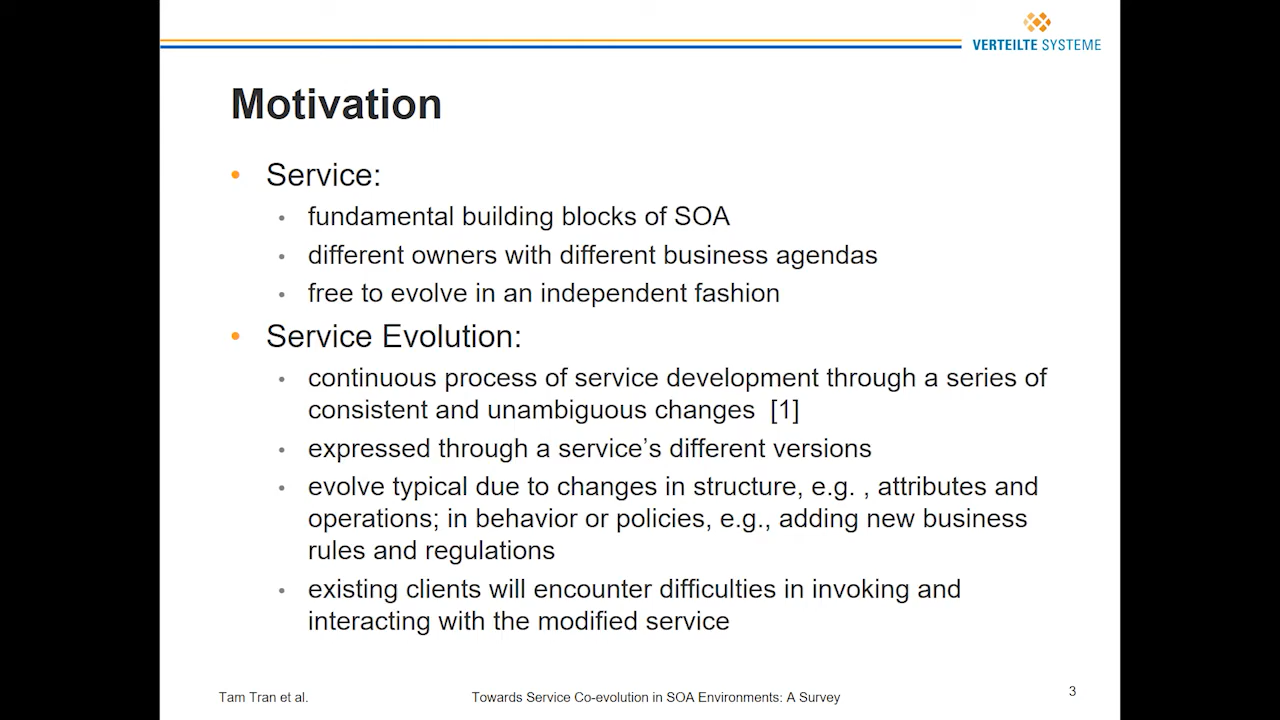 VERTEILTE SYSTEME
Motivation
• Service:
• fundamental building blocks of SOA
• different owners with different business agendas
• free to evolve in an independent fashion
• Service Evolution:
• continuous process of service development through a series of
consistent and unambiguous changes  [1]
• expressed through a service’s different versions
• evolve typical due to changes in structure, e.g. , attributes and
operations; in behavior or policies, e.g., adding new business
rules and regulations
• existing clients will encounter difficulties in invoking and
interacting with the modified service
Tam Tran et al.
Towards Service Co-evolution in SOA Environments: A Survey
3